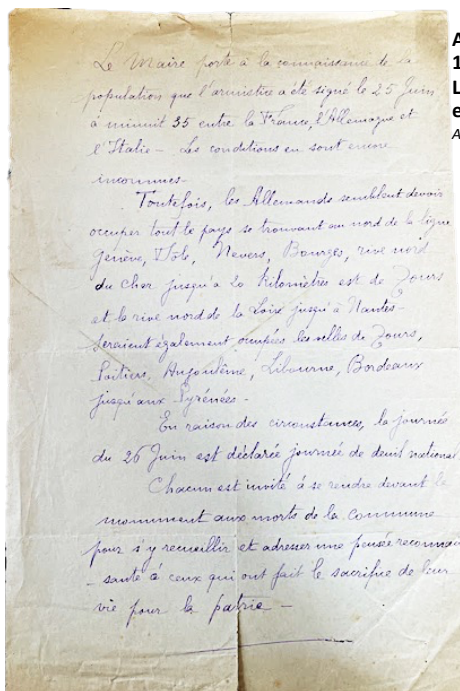 Le Maire porte à la connaissance de la
population que l'armistice a été signé le 25 Juin
à minuit 35 entre la France, l'Allemagne et
l'Italie - Les conditions en sont encore
inconnues -
Toutefois, les Allemands semblent devoir
occuper tout le pays se trouvant au nord de la ligne
Genève, Dole, Nevers, Bourges, rive nord
du Cher jusqu'à 20 kilomètres est de Tours
et la rive nord de la Loire jusqu'à Nantes -
Seraient également occupées les villes de Tours,
Poitiers, Angoulême, Libourne, Bordeaux
jusqu'aux Pyrénées -
En raison des circonstances, la journée
du 26 Juin est déclarée journée de deuil national
Chacun est invité à se rendre devant le
monument aux morts de la commune
pour s'y recueillir et adresser une pensée reconnais
- sante à ceux qui ont fait le sacrifice de leur
vie pour la patrie -
A
1
L
e
A